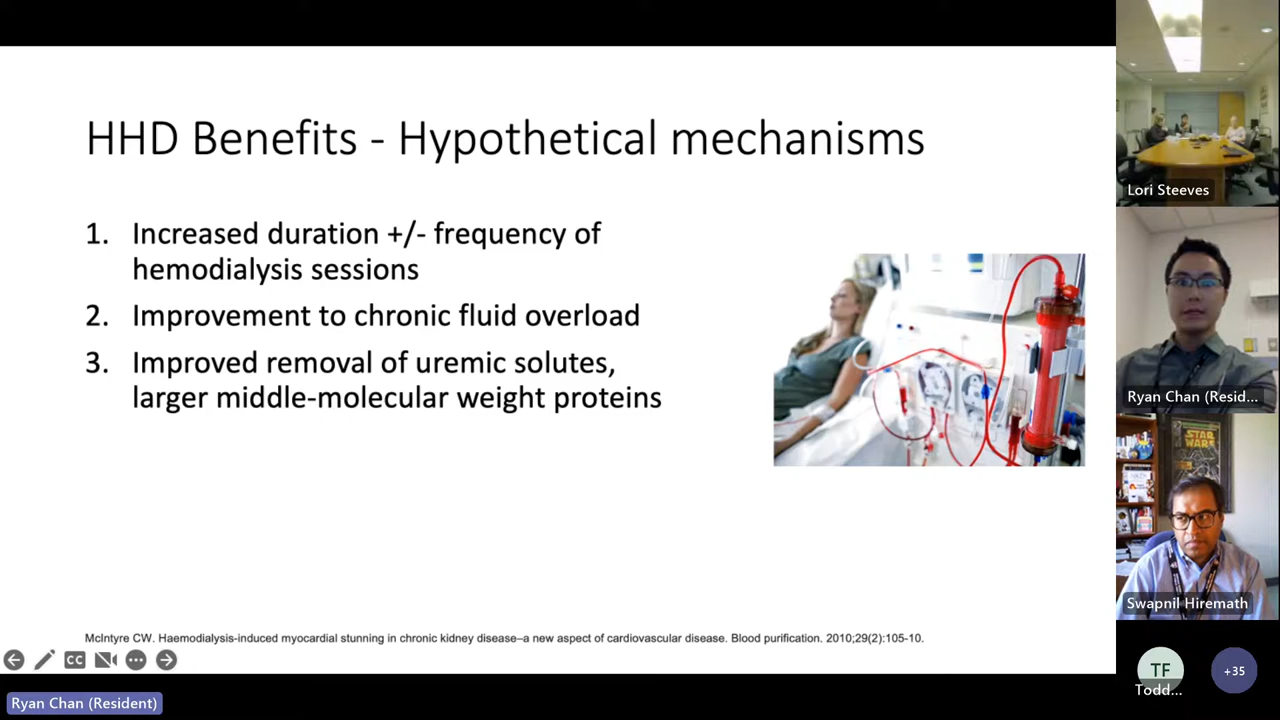 HHD Benefits - Hypothetical mechanisms
1. Increased duration +/- frequency of
hemodialysis sessions
2. Improvement to chronic fluid overload
3. Improved removal of uremic solutes,
larger middle-molecular weight proteins
McIntyre CW. Haemodialysis-induced myocardial stunning in chronic kidney disease–a new aspect of cardiovascular disease. Blood purification. 2010;29(2):105-10.
CC
Ryan Chan (Resident)
Lori Steeves
Ryan Chan (Resid...
STAR
WARS
Swapnil Hiremath
TF
Todd...
+35